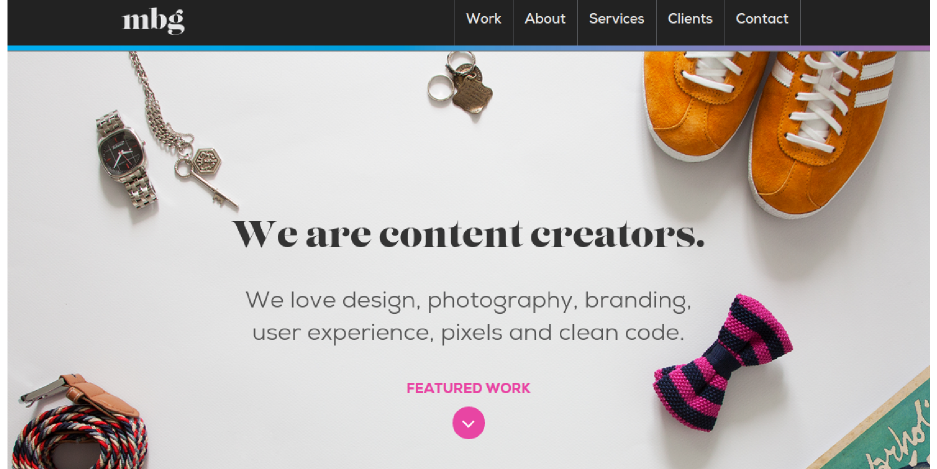 mbg
Work About Services Clients Contact
We are content creators.
We love design, photography, branding,
user experience, pixels and clean code.
FEATURED WORK